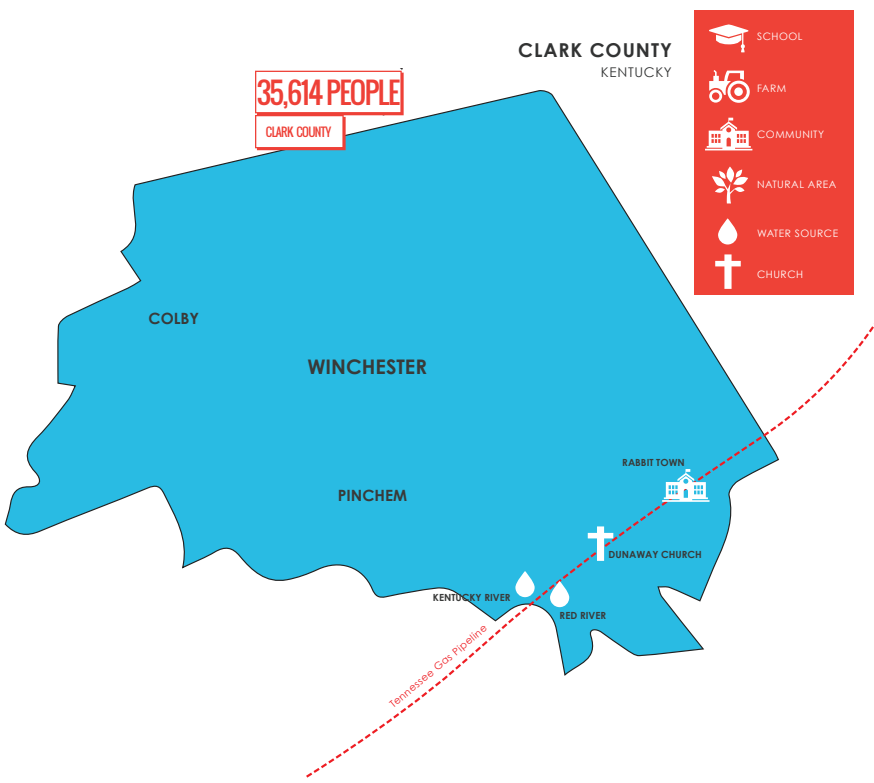 CLARK COUNTY
KENTUCKY
35,614 PEOPLE
CLARK COUNTY
SCHOOL
FARM
COMMUNITY
NATURAL AREA
WATER SOURCE
CHURCH
COLBY
WINCHESTER
PINCHEM
RABBIT TOWN
DUNAWAY CHURCH
KENTUCKY RIVER
RED RIVER
Tennessee Gas Pipeline